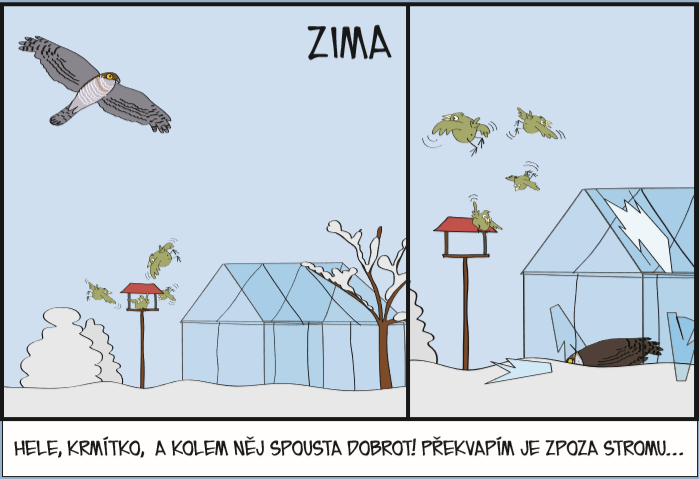 ZIMA
HELE, KRMÍTKO, A KOLEM NĚJ SPOUSTA DOBROT! PŘEKVAPÍM JE ZPOZA STROMU...